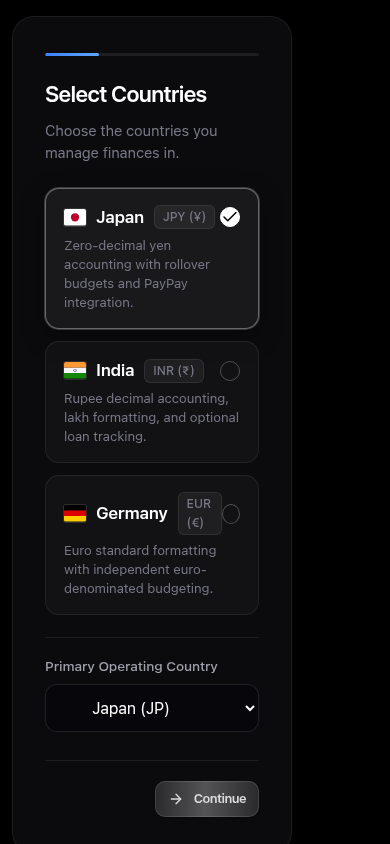 Select Countries
Choose the countries you
manage finances in.
Japan JPY (¥)
Zero-decimal yen
accounting with rollover
budgets and PayPay
integration.
India INR (₹)
Rupee decimal accounting,
lakh formatting, and optional
loan tracking.
Germany EUR
(€)
Euro standard formatting
with independent euro-
denominated budgeting.
Primary Operating Country
Japan (JP)
Continue